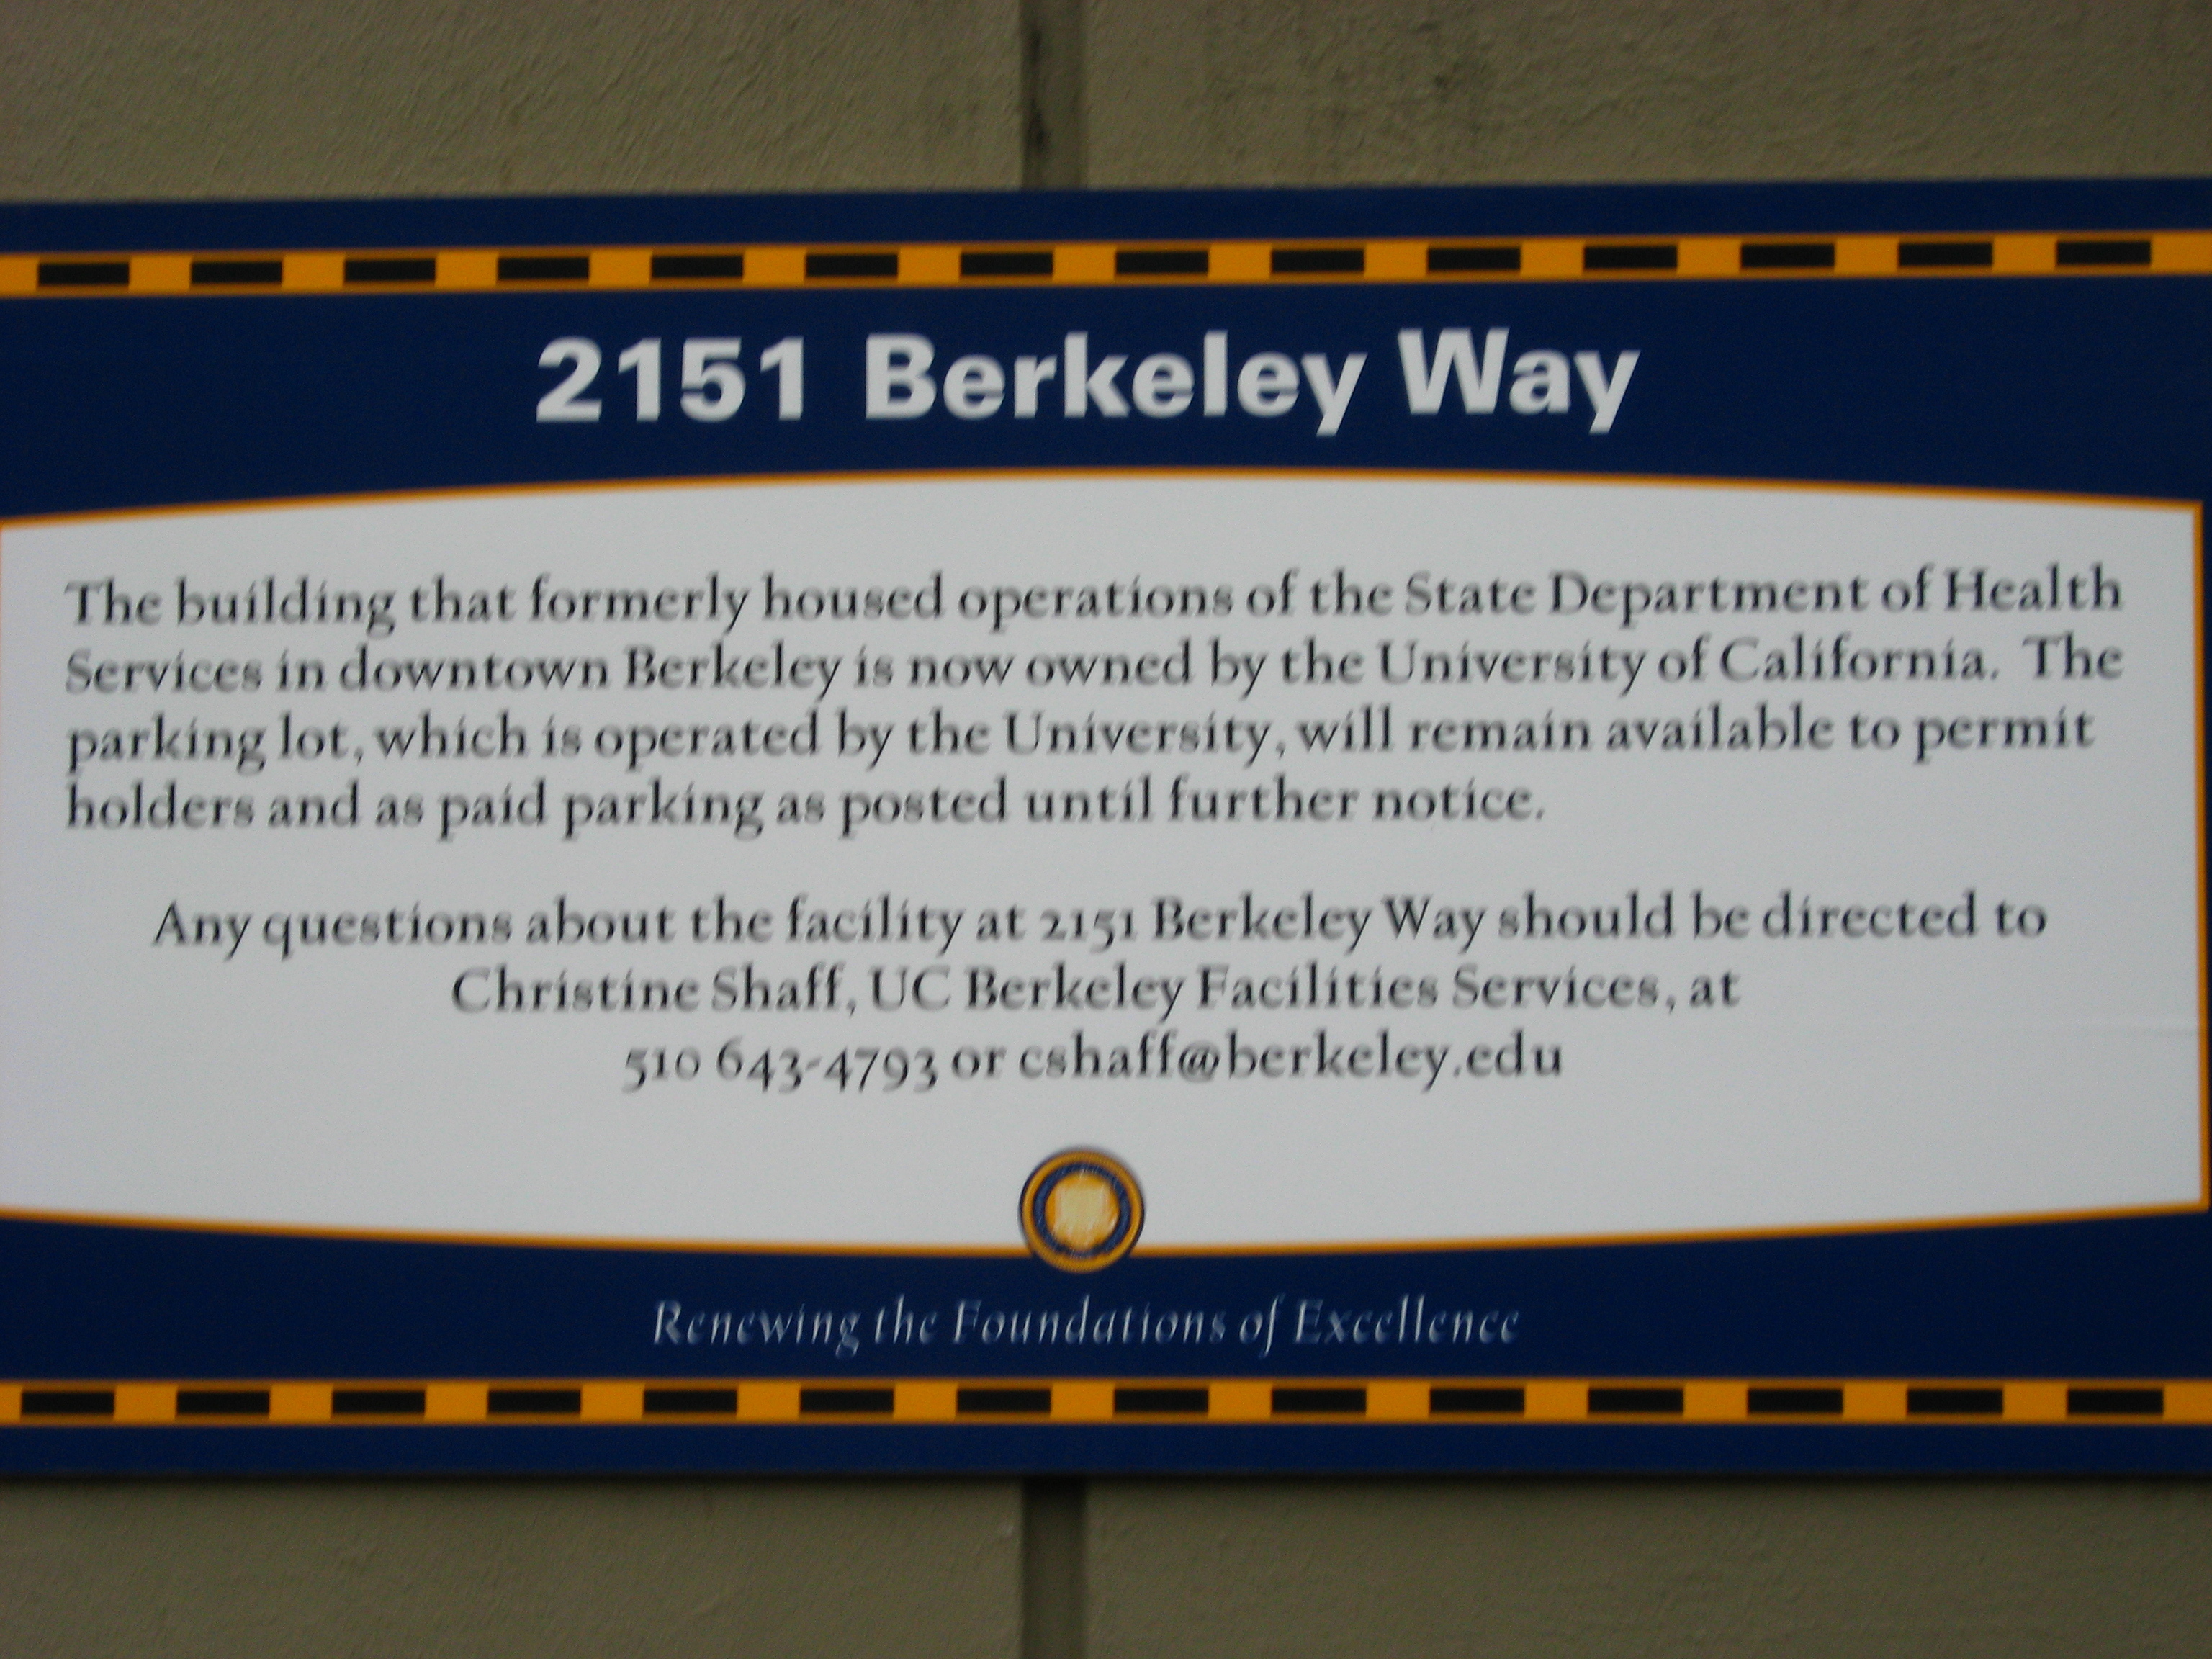 2151 Berkeley Way
The building that formerly housed operations of the State Department of Health
Services in downtown Berkeley is now owned by the University of California. The
parking lot, which is operated by the University, will remain available to permit
holders and as paid parking as posted until further notice.
Any questions about the facility at 2151 Berkeley Way should be directed to
Christine Shaff, UC Berkeley Facilities Services, at
510 643-4793 or cshaff@berkeley.edu
Renewing the Foundations of Excellence